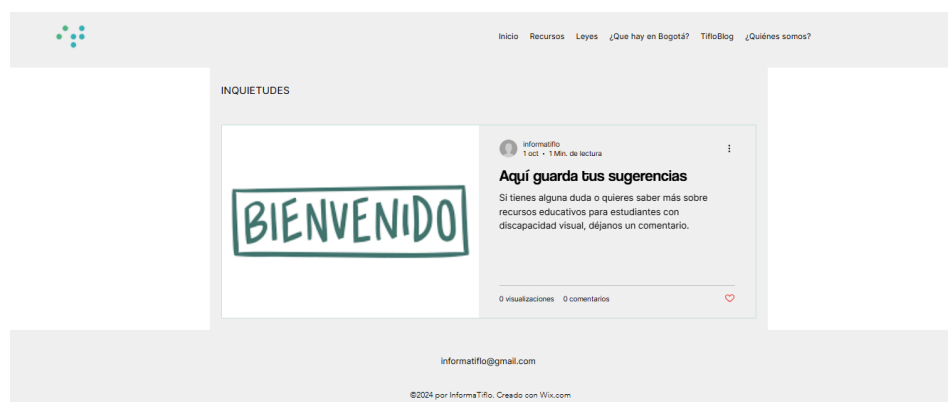 Inicio Recursos Leyes ¿Que hay en Bogotá? TifloBlog ¿Quiénes somos?
INQUIETUDES
BIENVENIDO
informatiflo
1 oct • 1 Min. de lectura
Aquí guarda tus sugerencias
Si tienes alguna duda o quieres saber más sobre
recursos educativos para estudiantes con
discapacidad visual, déjanos un comentario.
0 visualizaciones 0 comentarios
informatiflo@gmail.com
©2024 por InformaTiflo. Creado con Wix.com